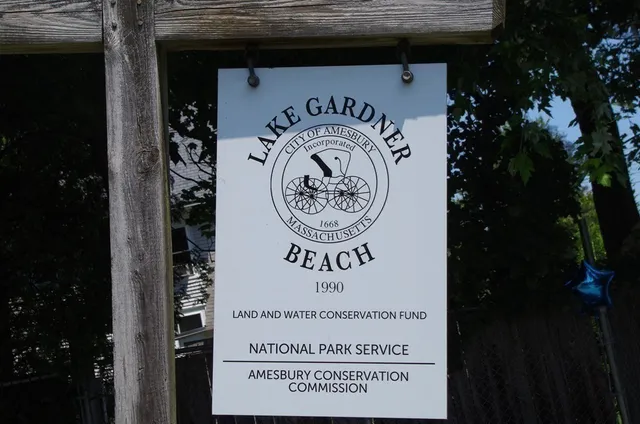 LAKE GARDNER
CITY OF AMESBURY
Incorporated
1668
MASSACHUSETTS
BEACH
1990
LAND AND WATER CONSERVATION FUND
NATIONAL PARK SERVICE
AMESBURY CONSERVATION
COMMISSION